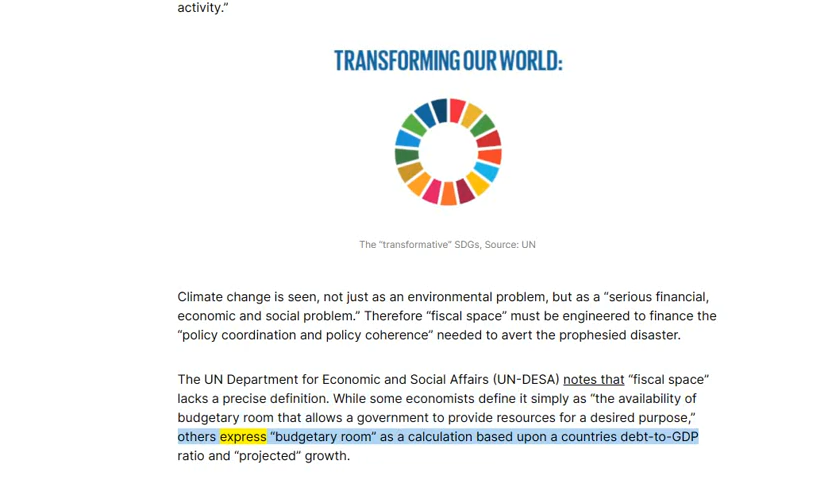 activity.”
TRANSFORMING OUR WORLD:
The “transformative” SDGs, Source: UN
Climate change is seen, not just as an environmental problem, but as a “serious financial,
economic and social problem.” Therefore “fiscal space” must be engineered to finance the
“policy coordination and policy coherence” needed to avert the prophesied disaster.
The UN Department for Economic and Social Affairs (UN-DESA) notes that “fiscal space”
lacks a precise definition. While some economists define it simply as “the availability of
budgetary room that allows a government to provide resources for a desired purpose,”
others express “budgetary room” as a calculation based upon a countries debt-to-GDP
ratio and “projected” growth.